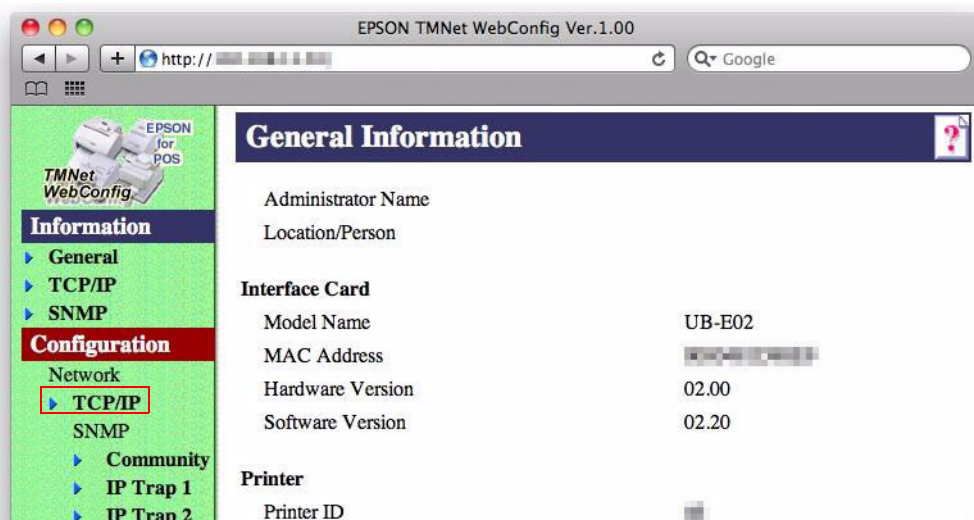 EPSON TMNet WebConfig Ver.1.00
http://
Google
EPSON
for
POS
TMNet
WebConfig
Information
General
TCP/IP
SNMP
Configuration
Network
TCP/IP
SNMP
Community
IP Trap 1
IP Trap 2
General Information
?
Administrator Name
Location/Person
Interface Card
Model Name UB-E02
MAC Address
Hardware Version 02.00
Software Version 02.20
Printer
Printer ID